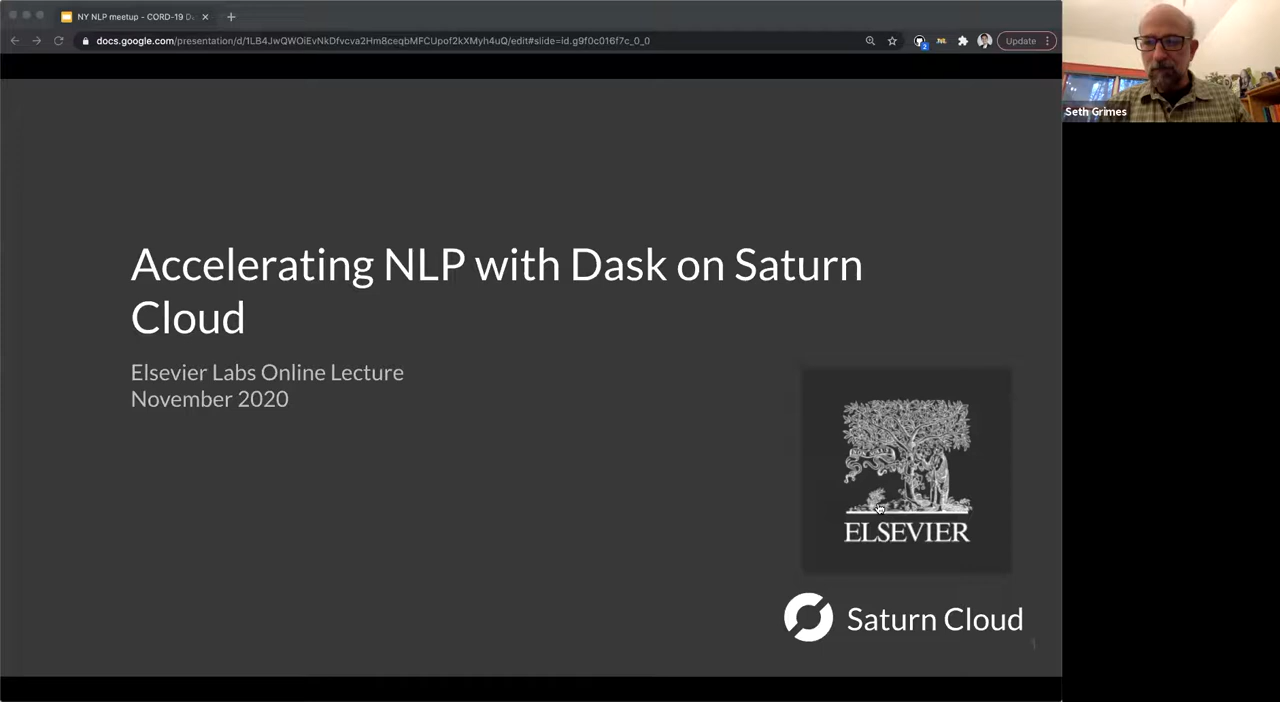 NY NLP meetup - CORD-19 D
docs.google.com/presentation/d/1LB4JwQWOiEvNkDfvcva2Hm8ceqbMFCUpof2kXMyh4uQ/edit#slide=id.g9f0c016f7c_0_0
Update
Seth Grimes
Accelerating NLP with Dask on Saturn
Cloud
Elsevier Labs Online Lecture
November 2020
ELSEVIER
Saturn Cloud